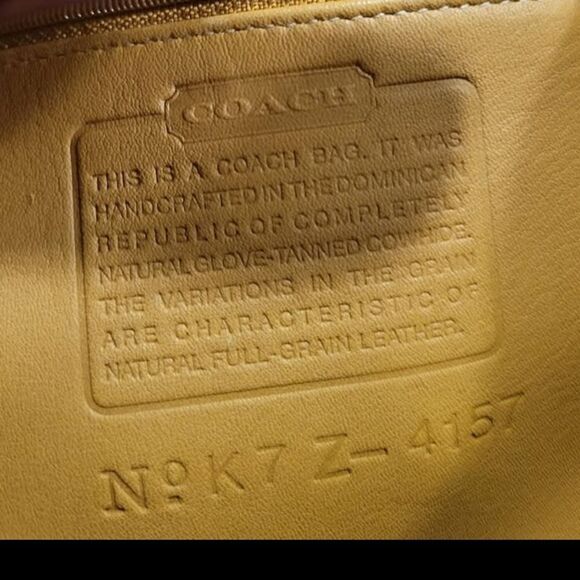 COACH
THIS IS A COACH BAG. IT WAS
HANDCRAFTED IN THE DOMINICAN
REPUBLIC OF COMPLETELY
NATURAL GLOVE-TANNED COWHIDE.
THE VARIATIONS IN THE GRAIN
ARE CHARACTERISTIC OF
NATURAL FULL-GRAIN LEATHER.
Nº K7Z-4157